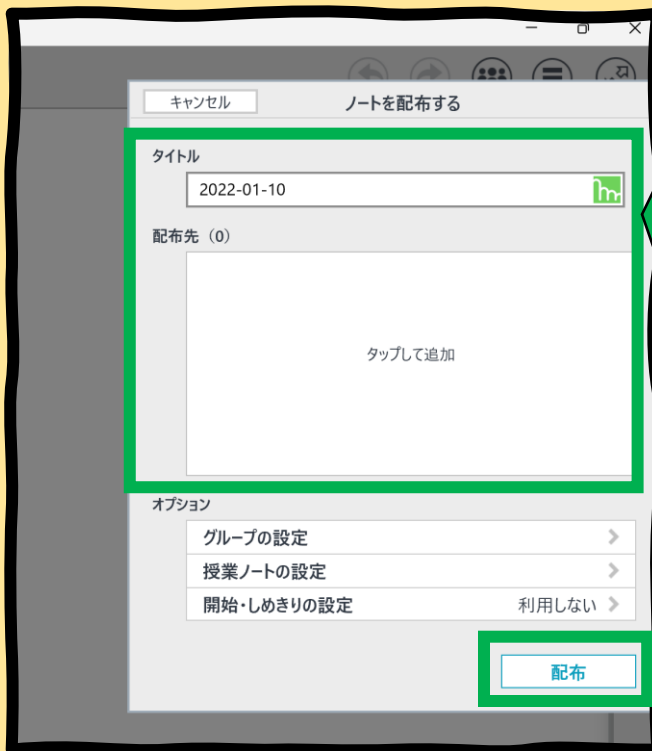 キャンセル ノートを配布する
タイトル
2022-01-10
配布先（0）
タップして追加
オプション
グループの設定
授業ノートの設定
開始・しめきりの設定 利用しない
配布